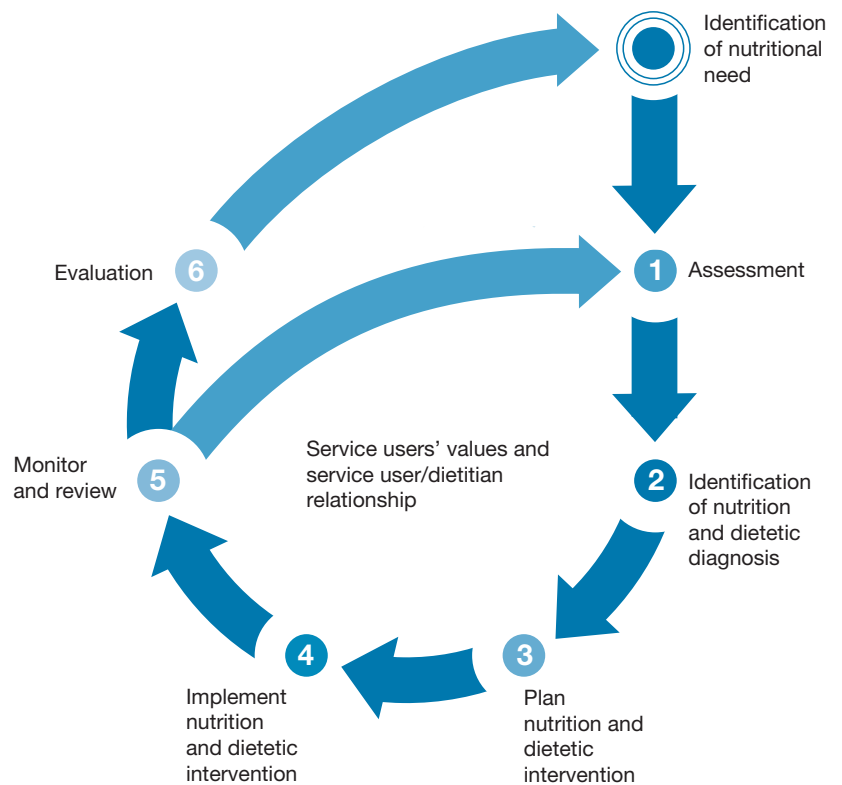 Identification
of nutritional
need
1
Assessment
2
Identification
of nutrition
and dietetic
diagnosis
3
Plan
nutrition and
dietetic
intervention
4
Implement
nutrition
and dietetic
intervention
5
Monitor
and review
6
Evaluation
Service users’ values and
service user/dietitian
relationship